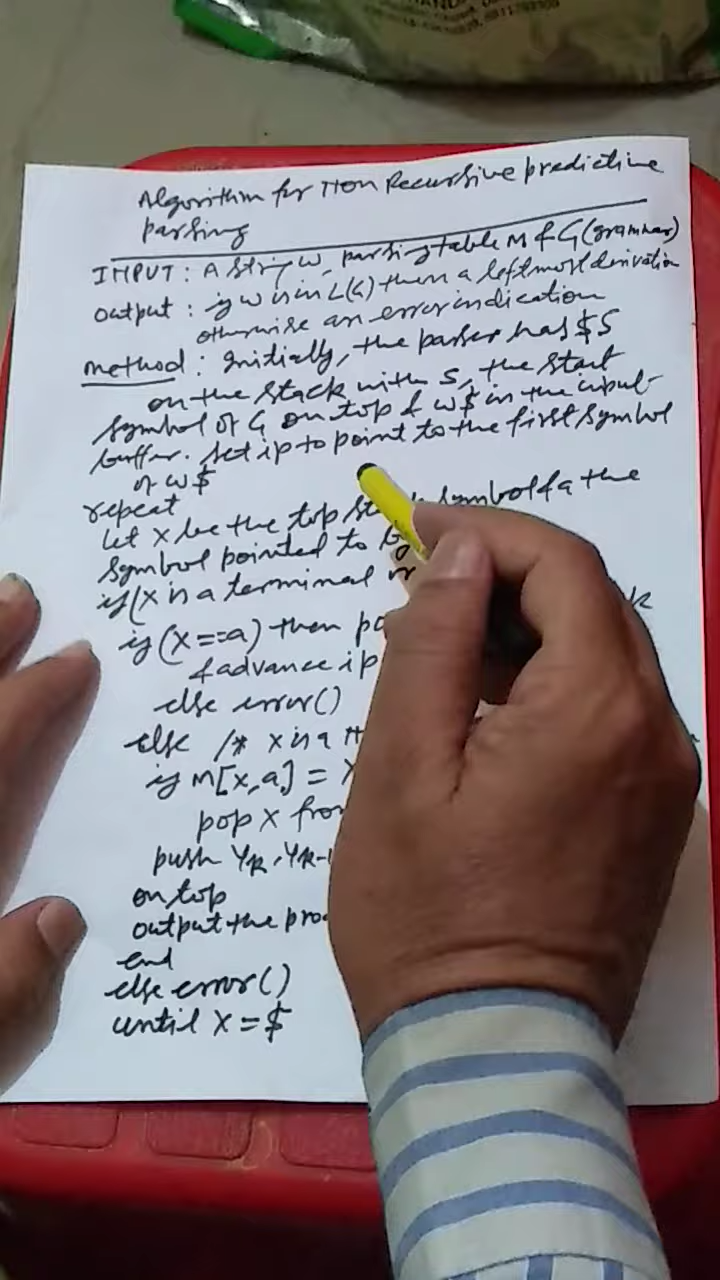 Algorithm for Non Recursive predictive
parsing
INPUT : A string W, parsing table M & G (grammar)
output : if W is in L(G) then a leftmost derivation
otherwise an error indication
method : Initially, the parser has $S
on the stack with S, the start
symbol of G on top & w$ in the input
buffer. Set ip to point to the first symbol
of w$
repeat
let X be the top symbol & a the
symbol pointed to
if (X is a terminal
if (X==a) then
& advance ip
else error()
else /* X is a
if M[X,a] =
pop X from
push Yk, Yk-1
on top
output the
end
else error()
until X = $